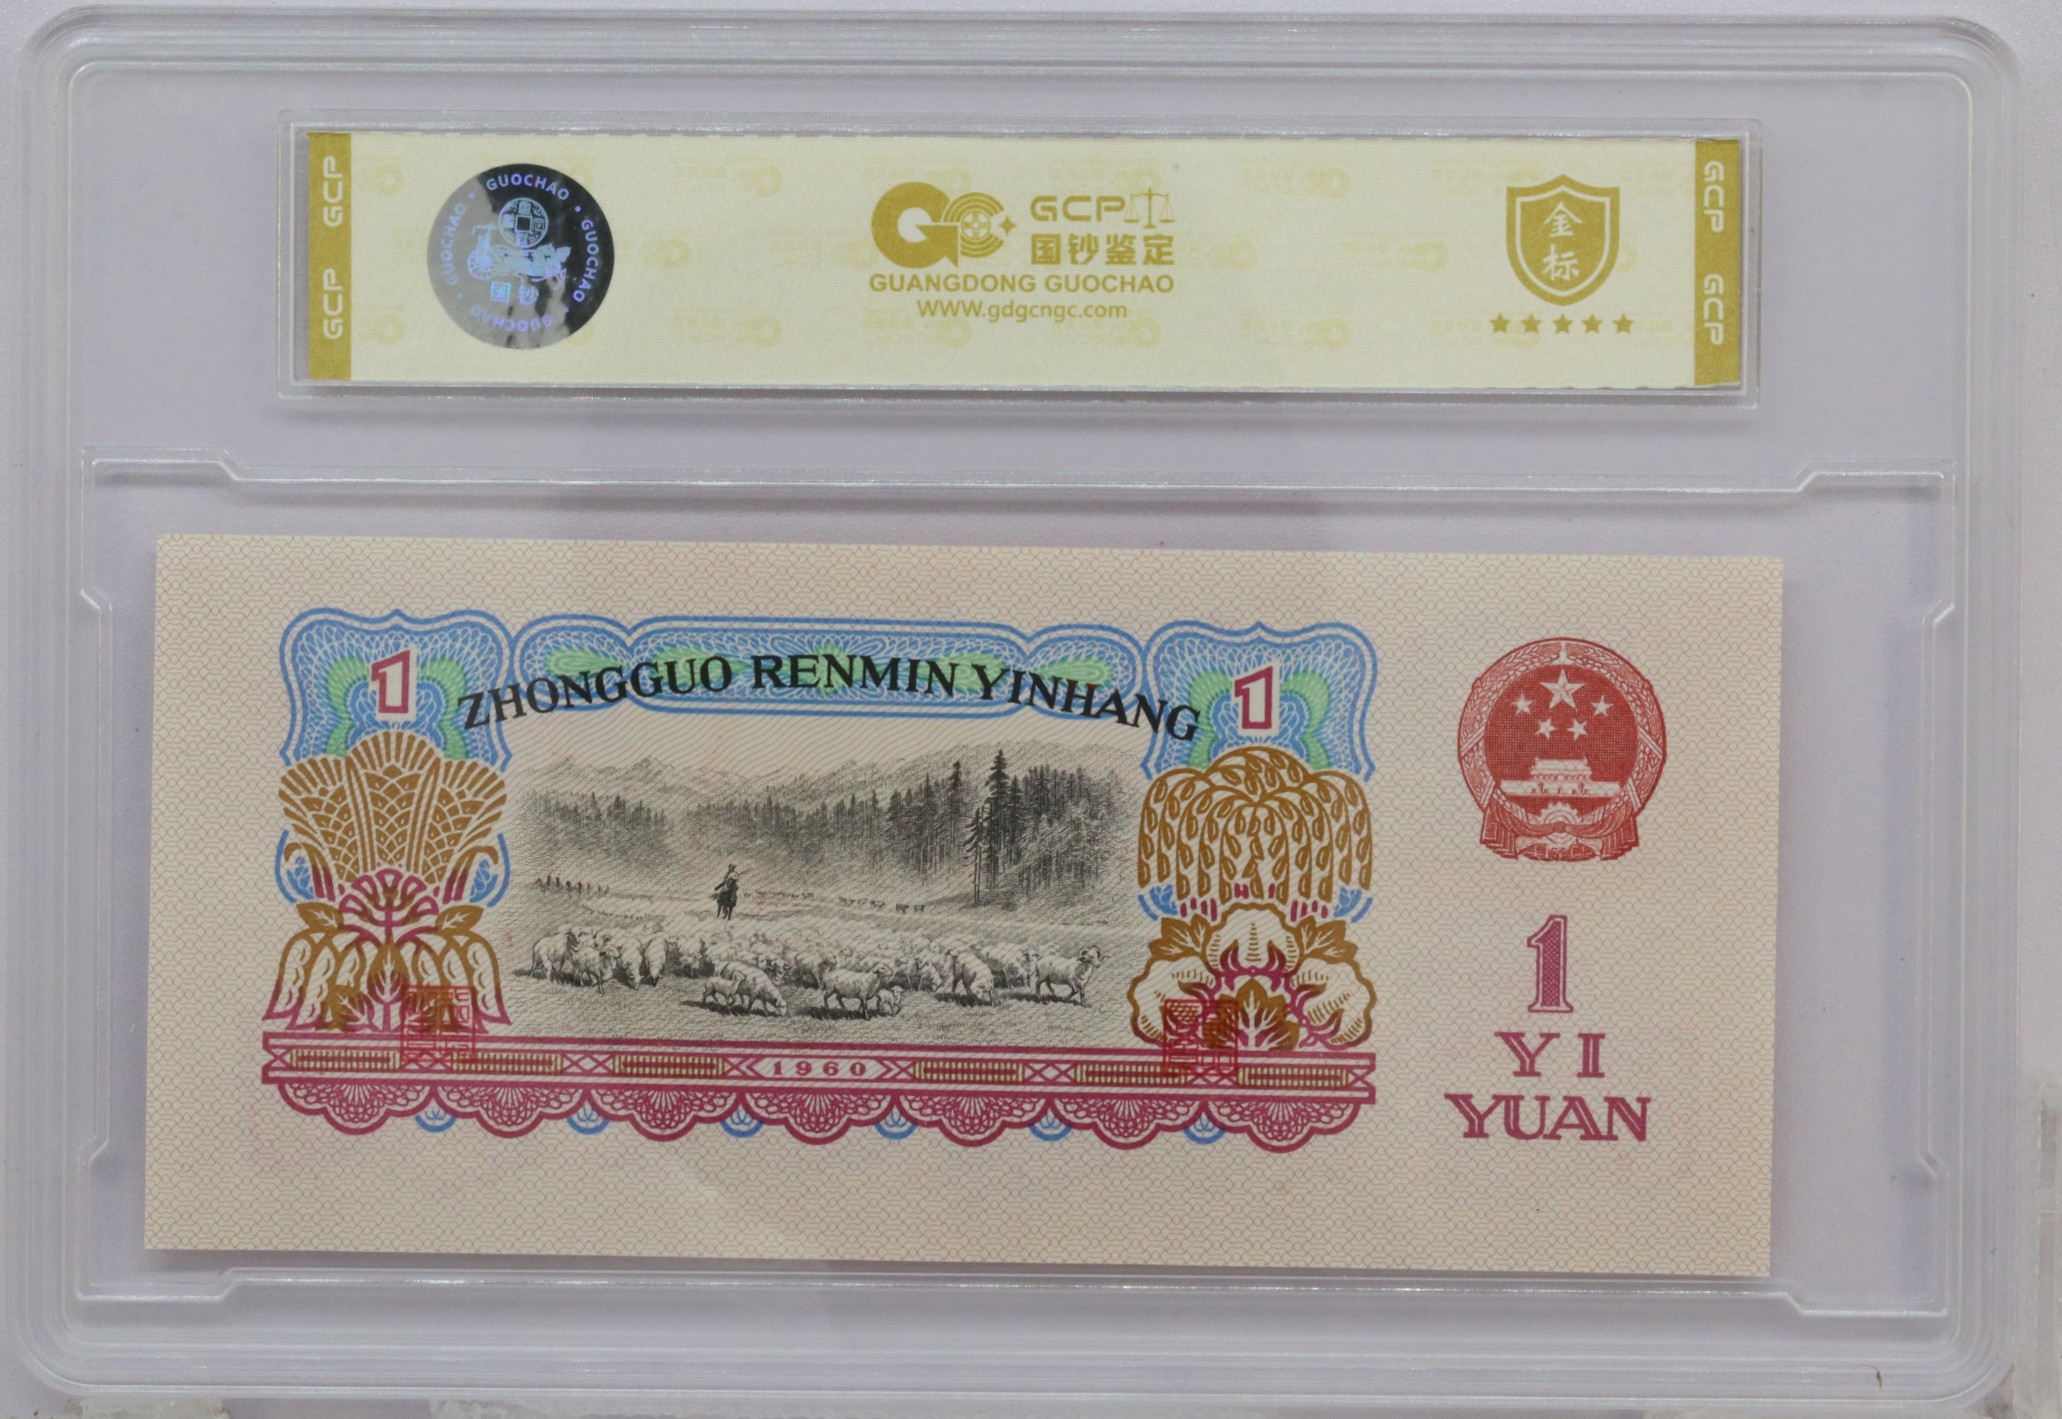 GCP GCP
GUOCHAO · GUOCHAO · GUOCHAO · GUOCHAO
国钞
GCP
国钞鉴定
GUANGDONG GUOCHAO
WWW.gdgcngc.com
金标
GCP GCP
1
ZHONGGUO RENMIN YINHANG
1
1960
1
YI
YUAN